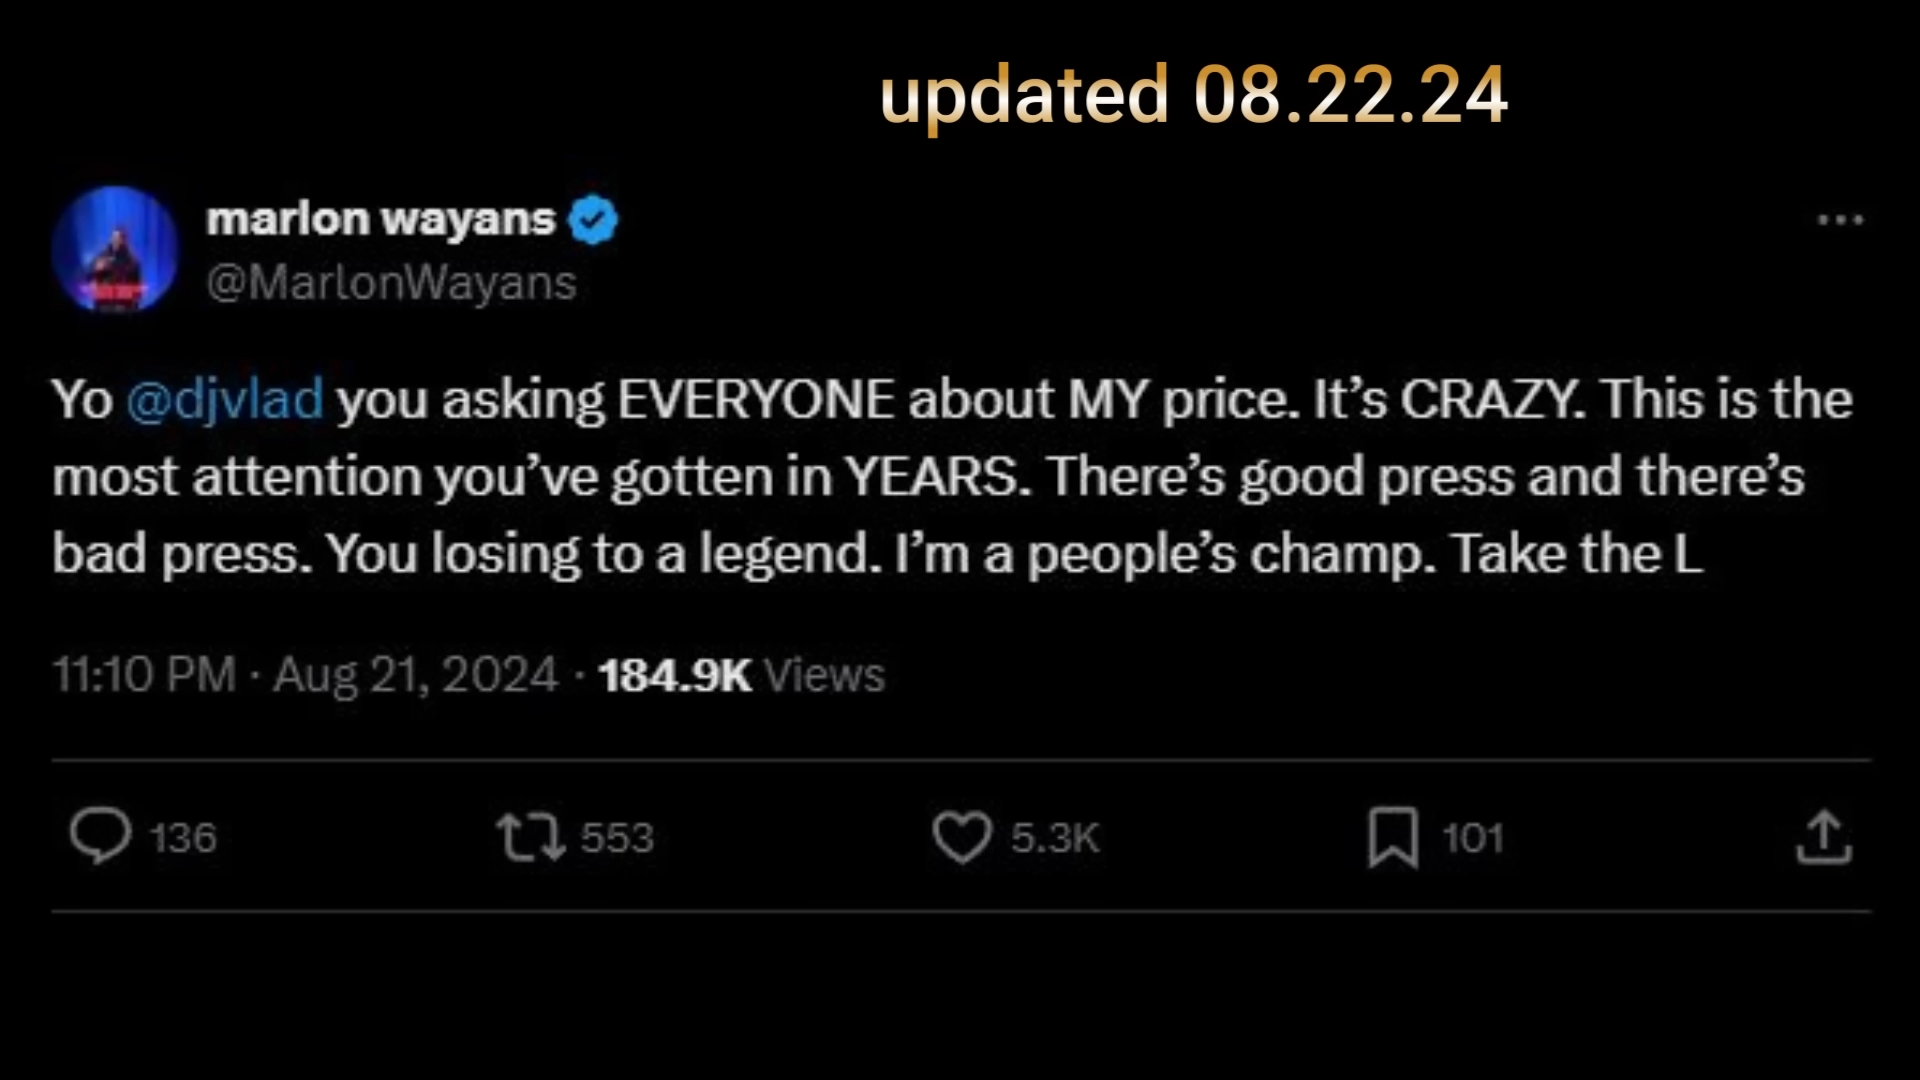 updated 08.22.24
marlon wayans
@MarlonWayans
Yo @djvlad you asking EVERYONE about MY price. It’s CRAZY. This is the
most attention you’ve gotten in YEARS. There’s good press and there’s
bad press. You losing to a legend. I’m a people’s champ. Take the L
11:10 PM · Aug 21, 2024 · 184.9K Views
136 553 5.3K 101